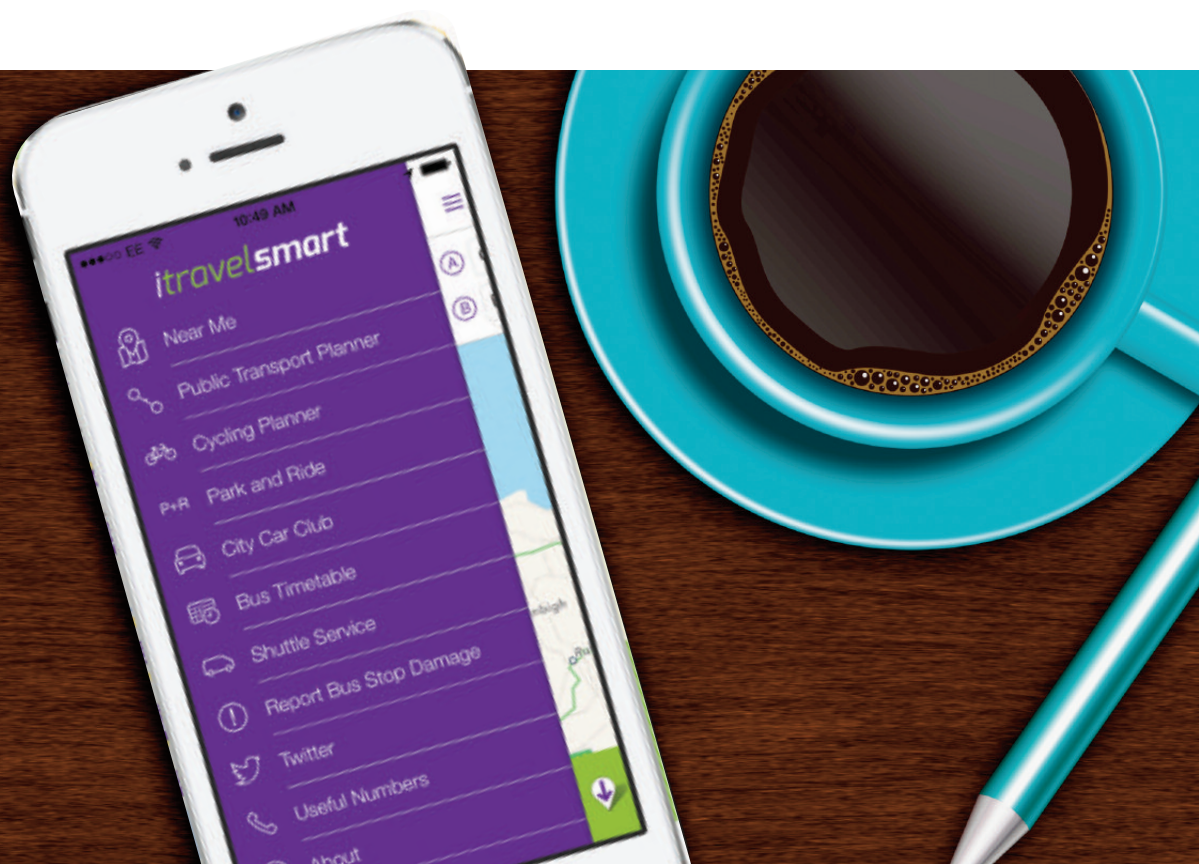 EE 10:49 AM
itravelsmart
A
B
Near Me
Public Transport Planner
Cycling Planner
P+R Park and Ride
City Car Club
Bus Timetable
Shuttle Service
Report Bus Stop Damage
Twitter
Useful Numbers
About